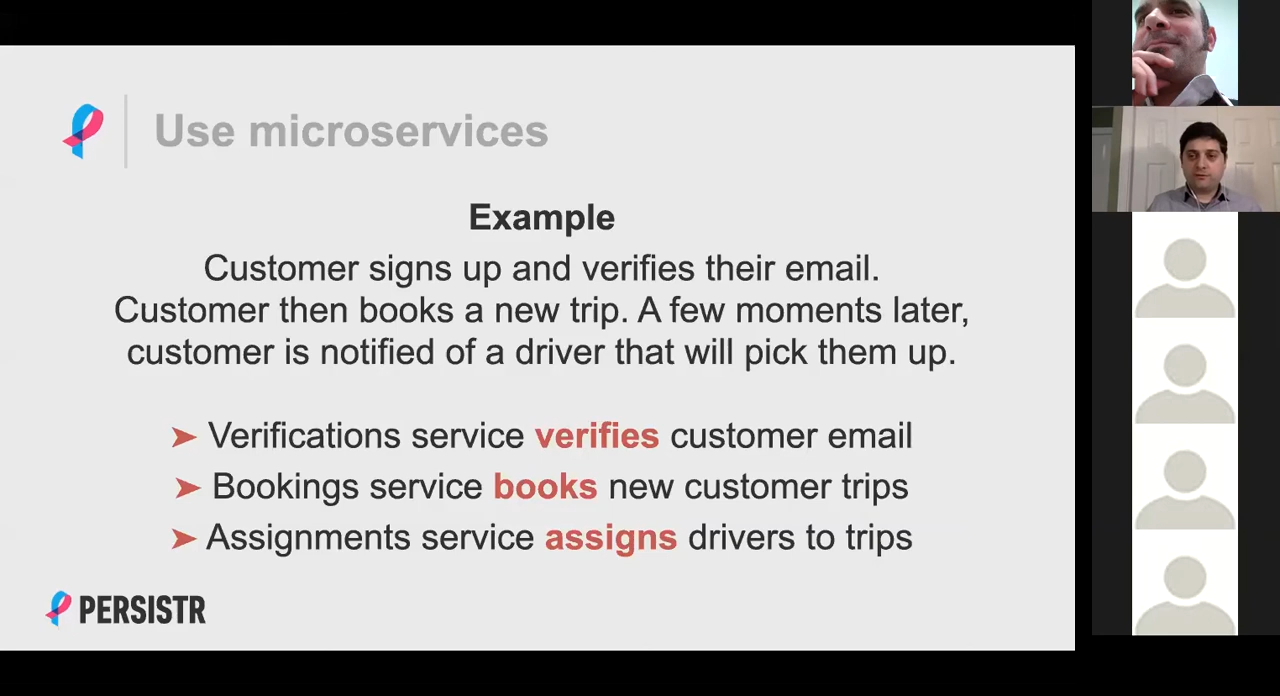 Use microservices
Example
Customer signs up and verifies their email.
Customer then books a new trip. A few moments later,
customer is notified of a driver that will pick them up.
➤ Verifications service verifies customer email
➤ Bookings service books new customer trips
➤ Assignments service assigns drivers to trips
PERSISTR